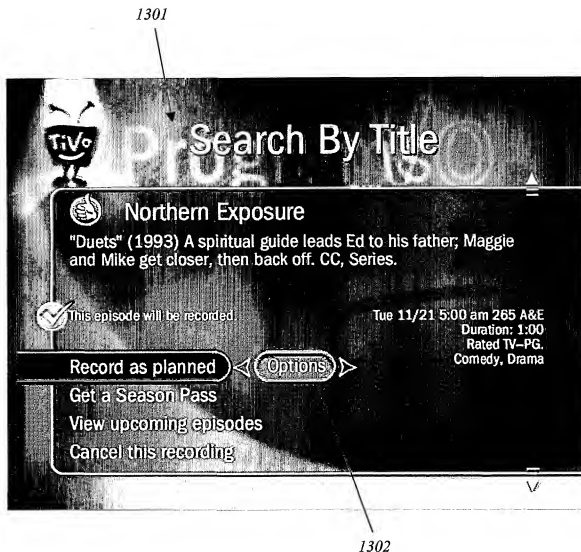 1301
TiVo
Search By Title
Northern Exposure
"Duets" (1993) A spiritual guide leads Ed to his father; Maggie
and Mike get closer, then back off. CC, Series.
This episode will be recorded.
Tue 11/21 5:00 am 265 A&E
Duration: 1:00
Rated TV-PG.
Comedy, Drama
Record as planned
Options
Get a Season Pass
View upcoming episodes
Cancel this recording
1302